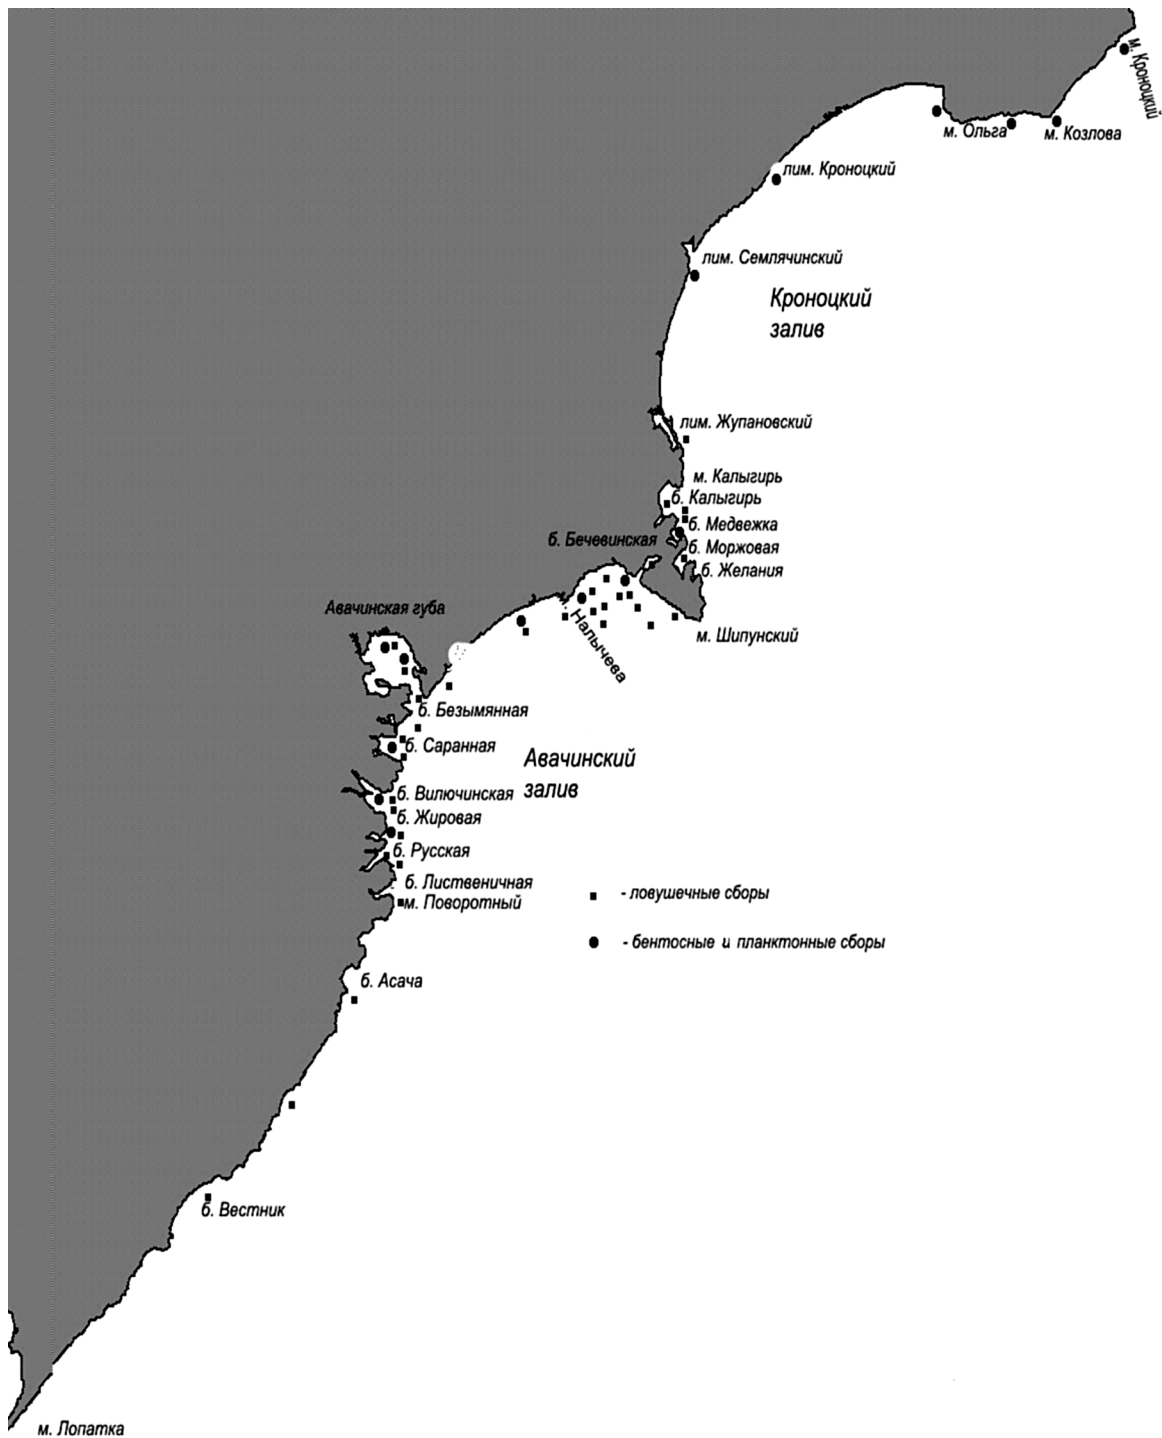 м. Кроноцкий
м. Ольга
м. Козлова
лим. Кроноцкий
лим. Семлячинский
Кроноцкий
залив
лим. Жупановский
м. Калыгирь
б. Калыгирь
б. Медвежка
б. Бечевинская
б. Моржовая
б. Желания
Авачинская губа
м. Налычева
м. Шипунский
б. Безымянная
б. Саранная
Авачинский
залив
б. Вилючинская
б. Жировая
б. Русская
б. Лиственичная
- ловушечные сборы
м. Поворотный
- бентосные и планктонные сборы
б. Асача
б. Вестник
м. Лопатка